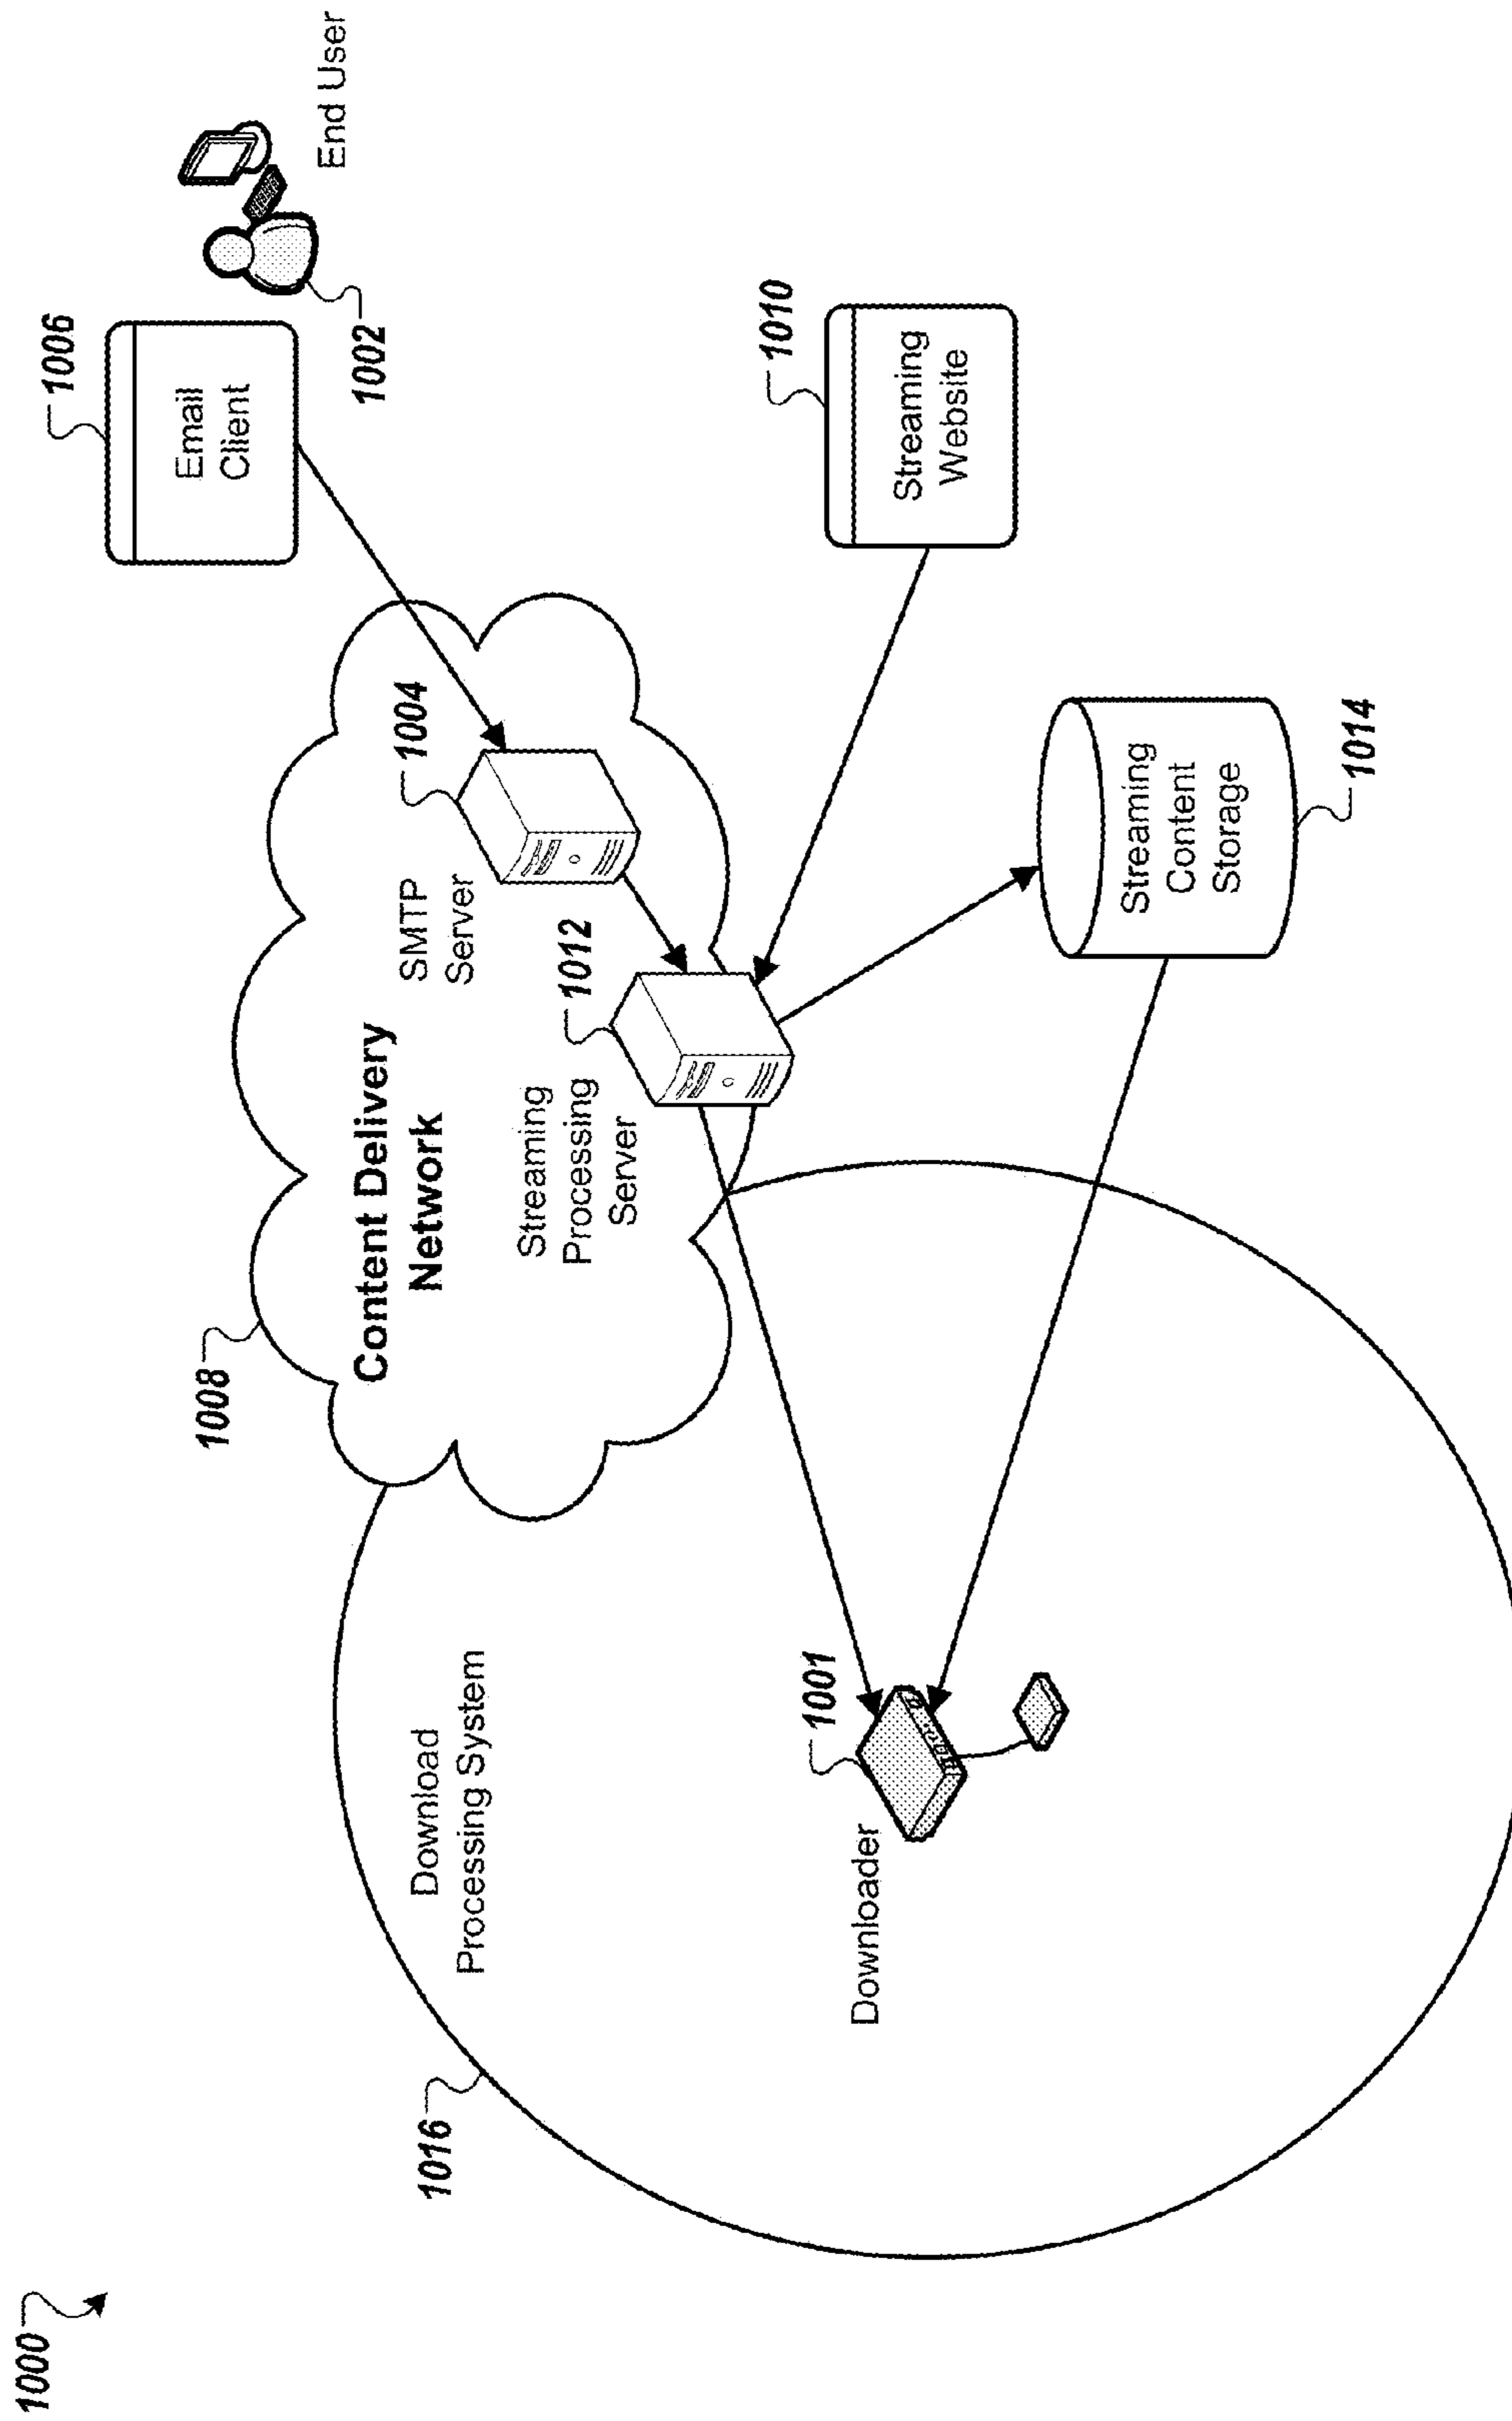 1000
1016
Download
Processing System
1008
Content Delivery
Network
1006
Email
Client
End User
1002
1004
SMTP
Server
1012
Streaming
Processing
Server
1010
Streaming
Website
1001
Downloader
Streaming
Content
Storage
1014